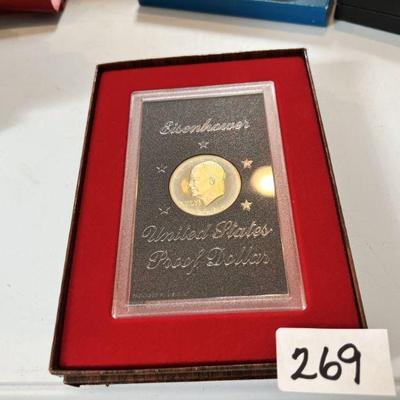 Eisenhower
United States
Proof Dollar
269